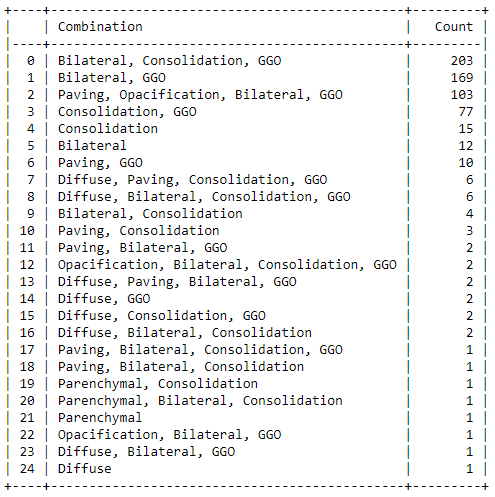 +----+---------------------------------------------+---------+
|    | Combination                                 |   Count |
|----+---------------------------------------------+---------|
|  0 | Bilateral, Consolidation, GGO               |     203 |
|  1 | Bilateral, GGO                              |     169 |
|  2 | Paving, Opacification, Bilateral, GGO       |     103 |
|  3 | Consolidation, GGO                          |      77 |
|  4 | Consolidation                               |      15 |
|  5 | Bilateral                                   |      12 |
|  6 | Paving, GGO                                 |      10 |
|  7 | Diffuse, Paving, Consolidation, GGO         |       6 |
|  8 | Diffuse, Bilateral, Consolidation, GGO      |       6 |
|  9 | Bilateral, Consolidation                    |       4 |
| 10 | Paving, Consolidation                       |       3 |
| 11 | Paving, Bilateral, GGO                      |       2 |
| 12 | Opacification, Bilateral, Consolidation, GGO |       2 |
| 13 | Diffuse, Paving, Bilateral, GGO             |       2 |
| 14 | Diffuse, GGO                                |       2 |
| 15 | Diffuse, Consolidation, GGO                 |       2 |
| 16 | Diffuse, Bilateral, Consolidation           |       2 |
| 17 | Paving, Bilateral, Consolidation, GGO       |       1 |
| 18 | Paving, Bilateral, Consolidation            |       1 |
| 19 | Parenchymal, Consolidation                  |       1 |
| 20 | Parenchymal, Bilateral, Consolidation       |       1 |
| 21 | Parenchymal                                 |       1 |
| 22 | Opacification, Bilateral, GGO               |       1 |
| 23 | Diffuse, Bilateral, GGO                     |       1 |
| 24 | Diffuse                                     |       1 |
+----+---------------------------------------------+---------+